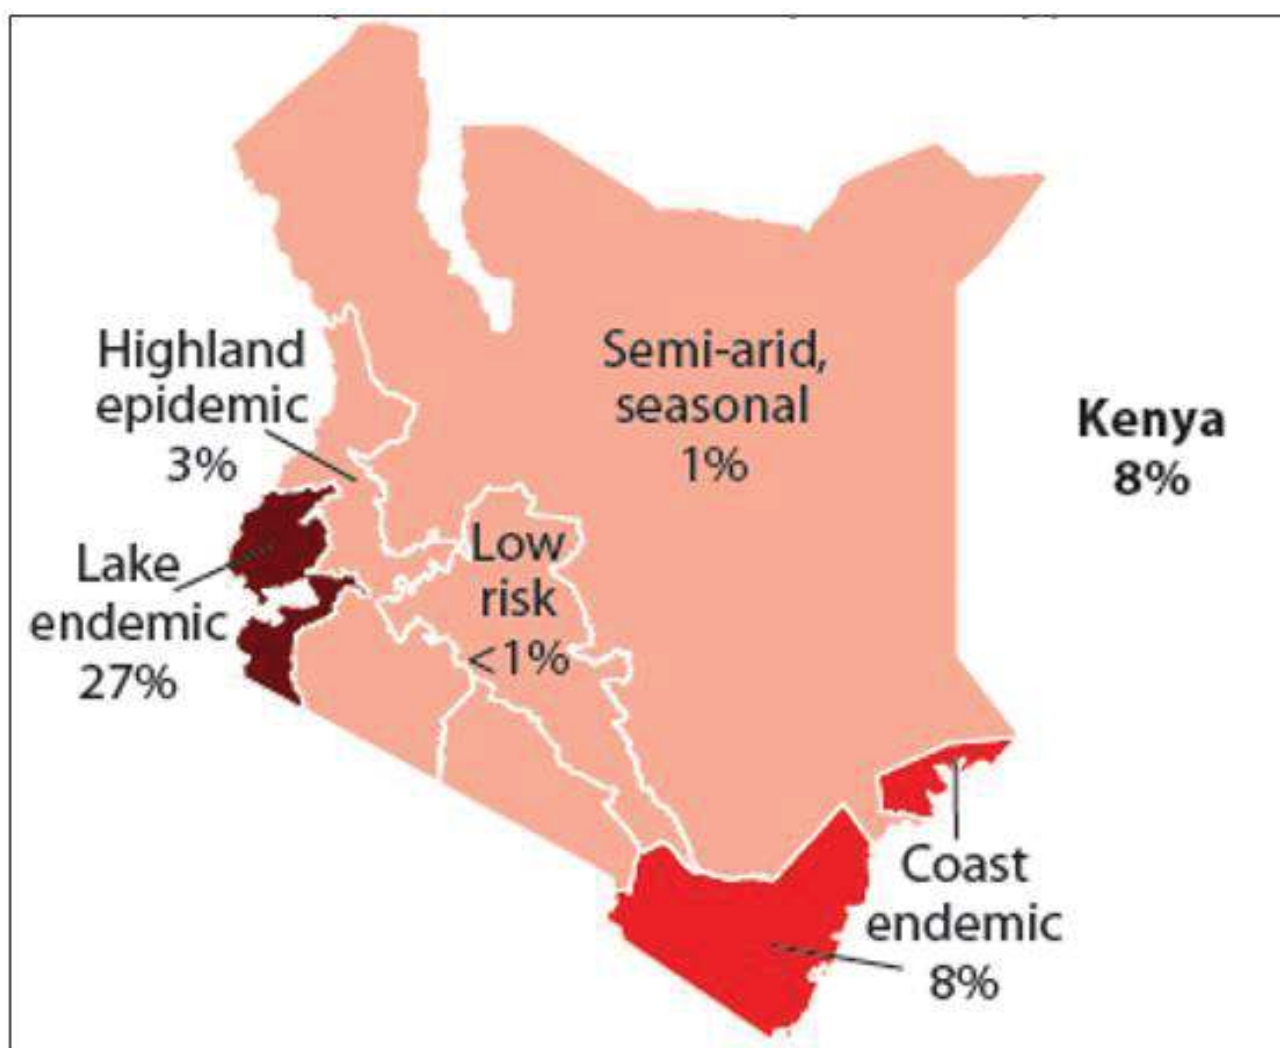 Highland
epidemic
3%
Semi-arid,
seasonal
1%
Kenya
8%
Low
risk
<1%
Lake
endemic
27%
Coast
endemic
8%